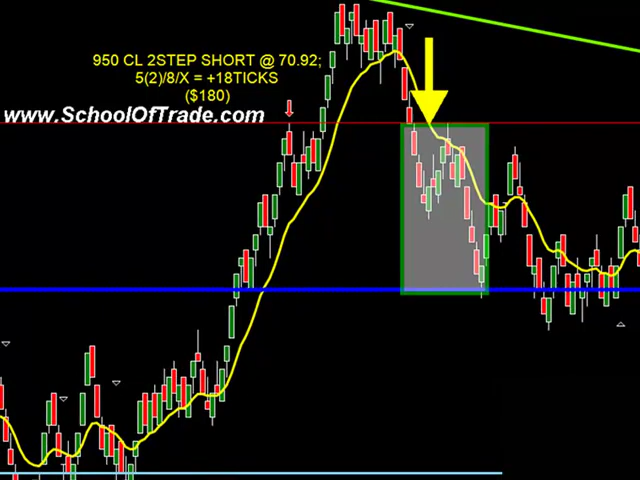 950 CL 2STEP SHORT @ 70.92;
5(2)/8/X = +18TICKS
($180)
www.SchoolOfTrade.com